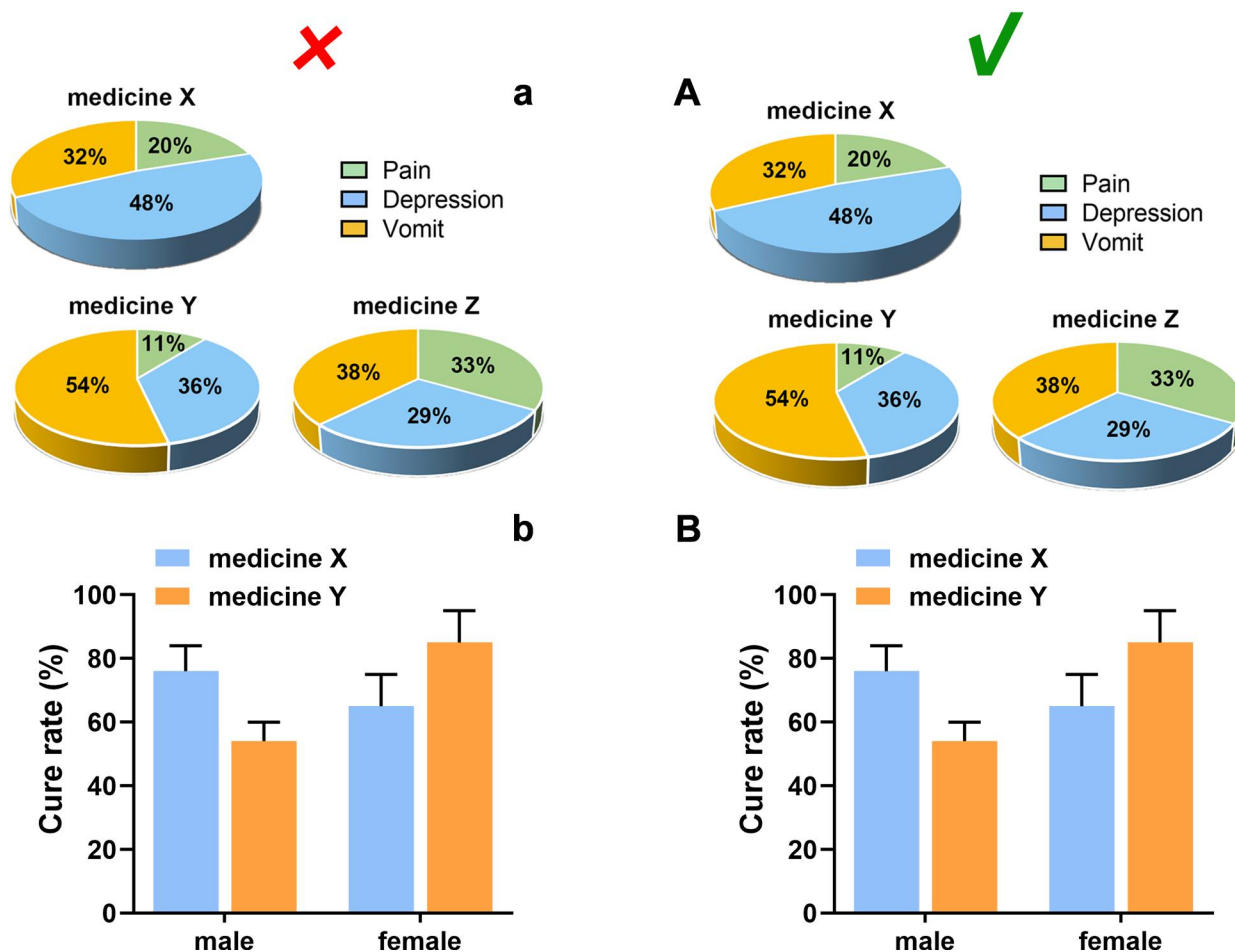 a
medicine X
32%
20%
48%
Pain
Depression
Vomit
medicine Y
11%
54%
36%
medicine Z
38%
33%
29%
b
medicine X
medicine Y
Cure rate (%)
100
80
60
40
20
0
male
female
A
medicine X
32%
20%
48%
Pain
Depression
Vomit
medicine Y
11%
54%
36%
medicine Z
38%
33%
29%
B
medicine X
medicine Y
Cure rate (%)
100
80
60
40
20
0
male
female